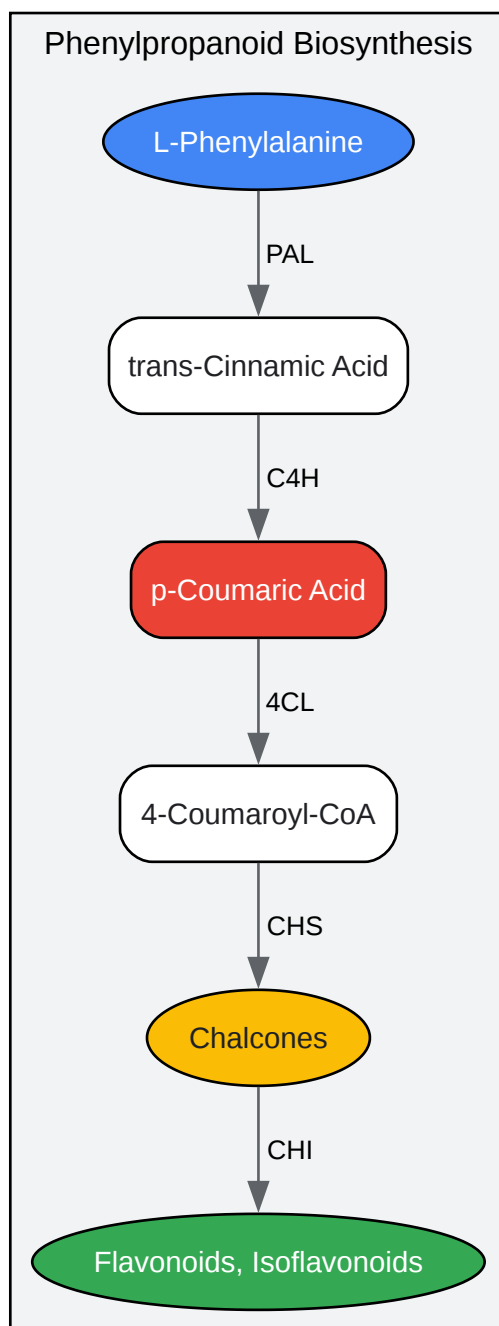 Phenylpropanoid Biosynthesis
L-Phenylalanine
PAL
trans-Cinnamic Acid
C4H
p-Coumaric Acid
4CL
4-Coumaroyl-CoA
CHS
Chalcones
CHI
Flavonoids, Isoflavonoids